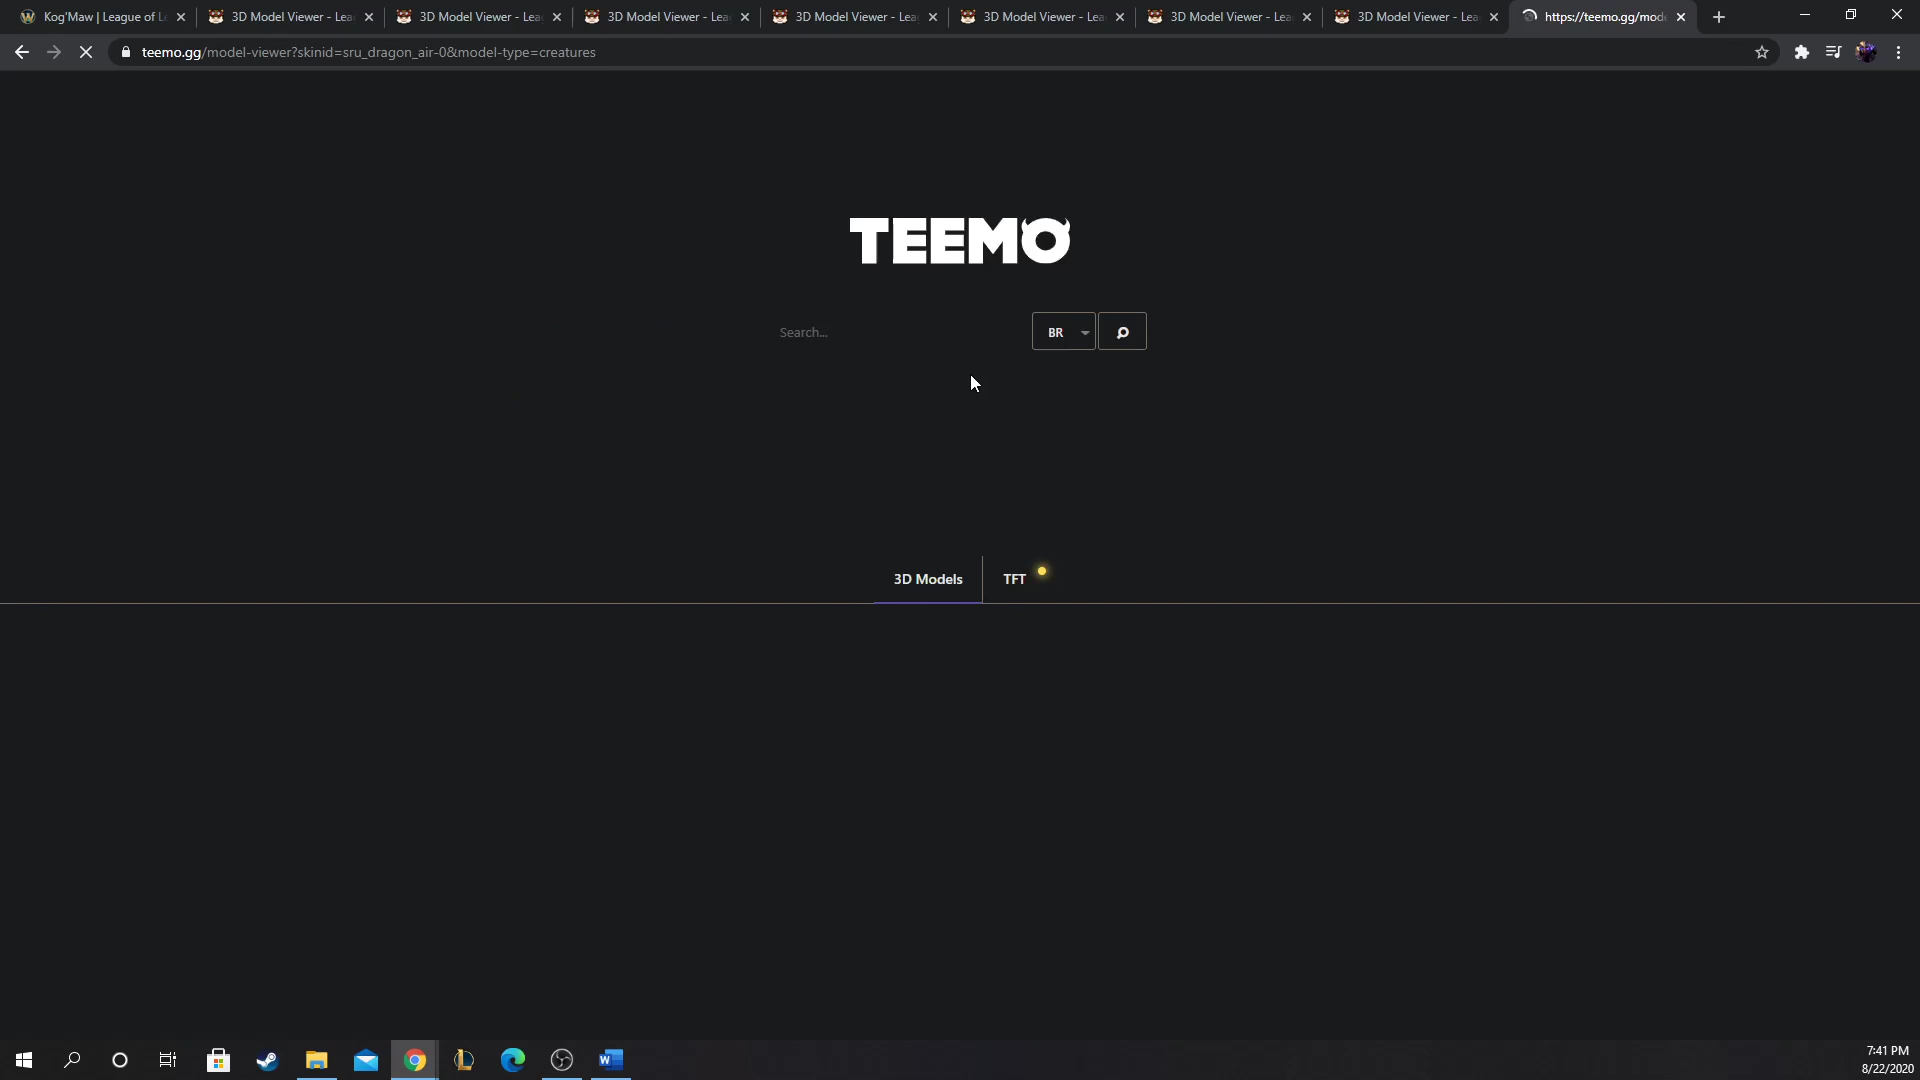 Kog'Maw | League of L
3D Model Viewer - Lea
3D Model Viewer - Lea
3D Model Viewer - Lea
3D Model Viewer - Lea
3D Model Viewer - Lea
3D Model Viewer - Lea
3D Model Viewer - Lea
https://teemo.gg/mod
teemo.gg/model-viewer?skinid=sru_dragon_air-0&model-type=creatures
TEEMO
Search...
BR
3D Models
TFT
7:41 PM
8/22/2020